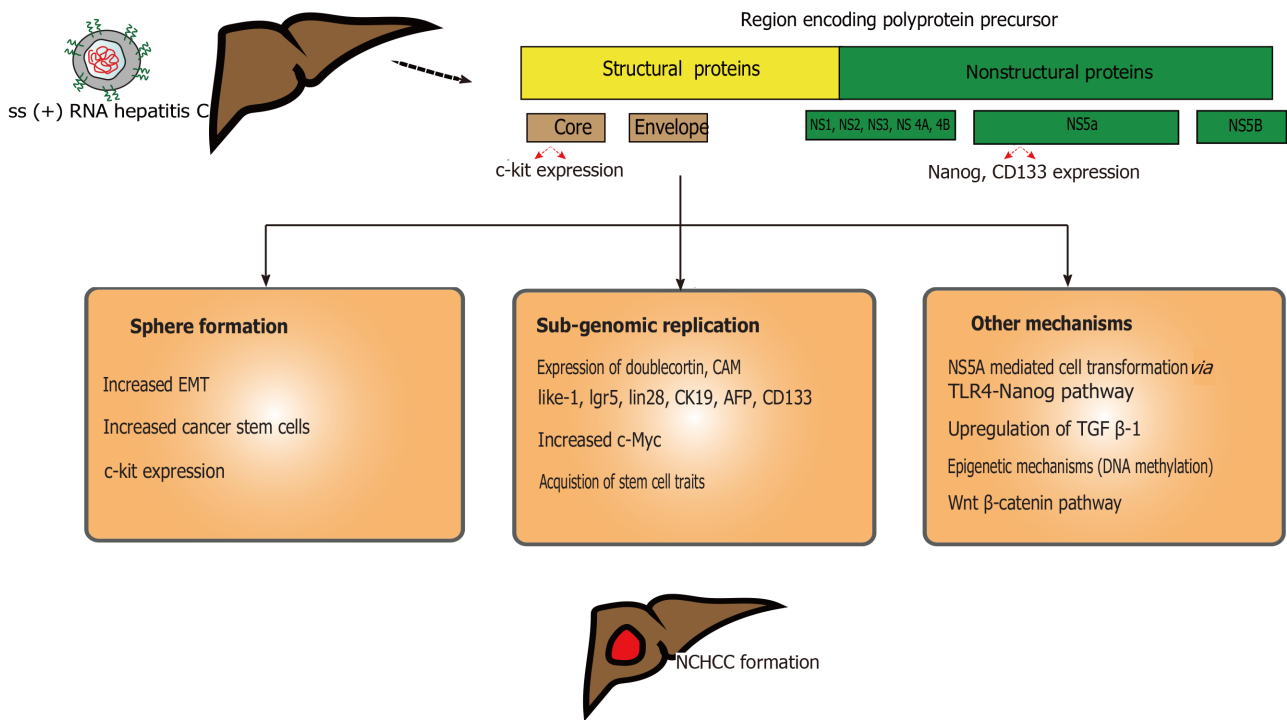 Region encoding polyprotein precursor
Structural proteins
Nonstructural proteins
ss (+) RNA hepatitis C
Core
Envelope
NS1, NS2, NS3, NS 4A, 4B
NS5a
NS5B
c-kit expression
Nanog, CD133 expression
Sphere formation
Increased EMT
Increased cancer stem cells
c-kit expression
Sub-genomic replication
Expression of doublecortin, CAM
like-1, lgr5, lin28, CK19, AFP, CD133
Increased c-Myc
Acquistion of stem cell traits
Other mechanisms
NS5A mediated cell transformation via
TLR4-Nanog pathway
Upregulation of TGF β-1
Epigenetic mechanisms (DNA methylation)
Wnt β-catenin pathway
NCHCC formation